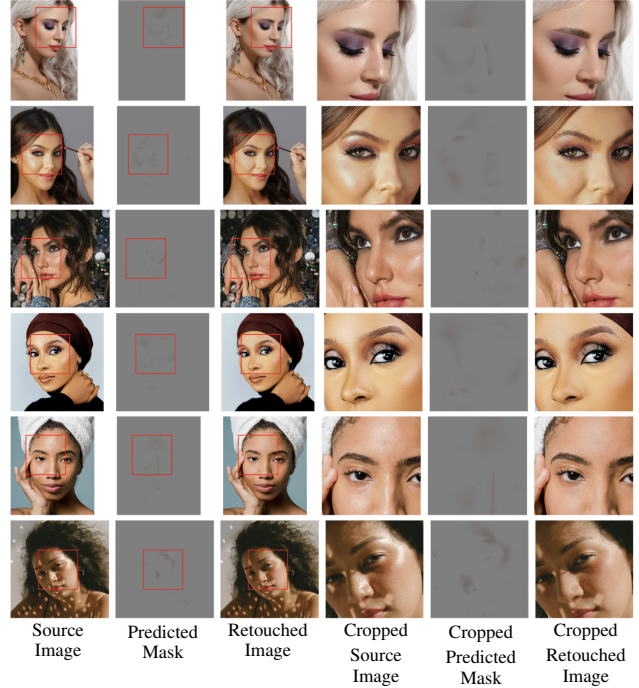 Source
Image
Predicted
Mask
Retouched
Image
Cropped
Source
Image
Cropped
Predicted
Mask
Cropped
Retouched
Image